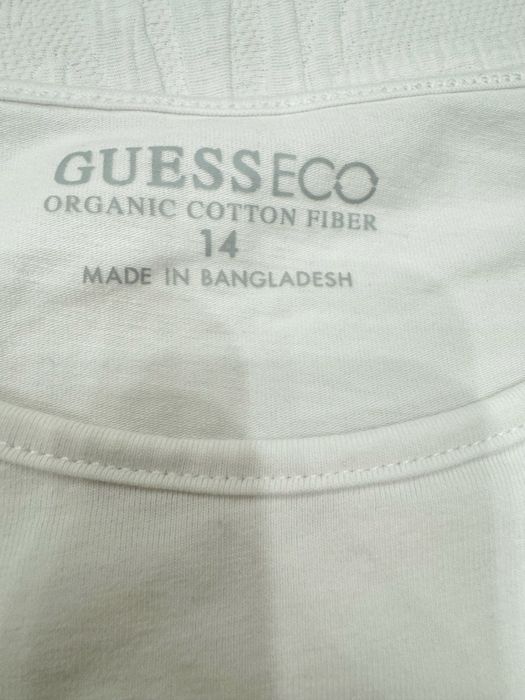 GUESSECO
ORGANIC COTTON FIBER
14
MADE IN BANGLADESH